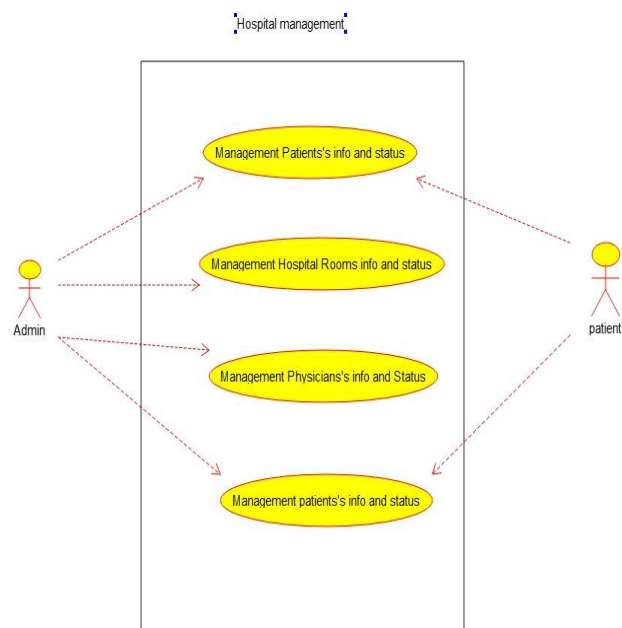 Hospital management
Management Patients's info and status
Management Hospital Rooms info and status
Admin
patient
Management Physicians's info and Status
Management patients's info and status